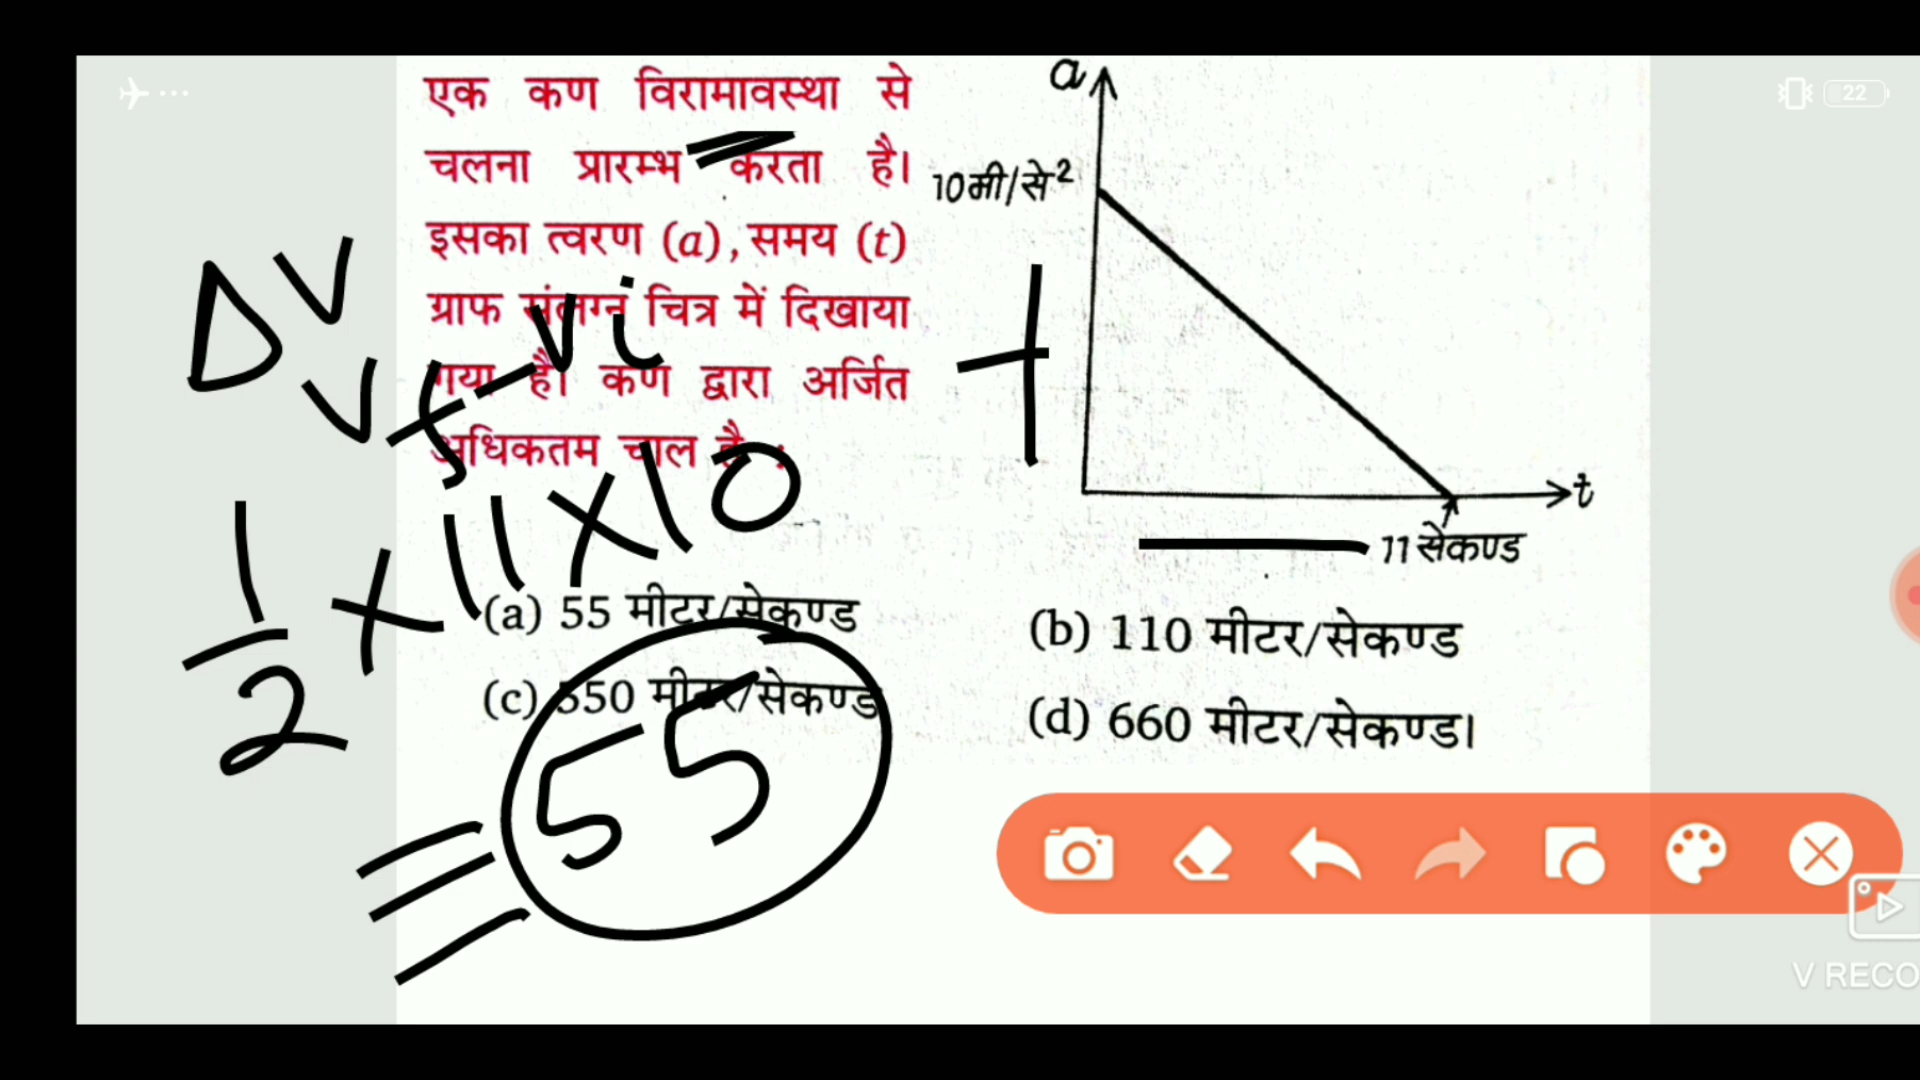 22
एक कण विरामावस्था से
चलना प्रारम्भ करता है।
इसका त्वरण (a), समय (t)
ग्राफ संलग्न चित्र में दिखाया
गया है। कण द्वारा अर्जित
अधिकतम चाल है :
a
10मी/से²
t
11 सेकण्ड
ΔV
Vf - Vi
1/2 × 11 × 10
(a) 55 मीटर/सेकण्ड
(b) 110 मीटर/सेकण्ड
(c) 550 मीटर/सेकण्ड
(d) 660 मीटर/सेकण्ड।
= 55
V RECO